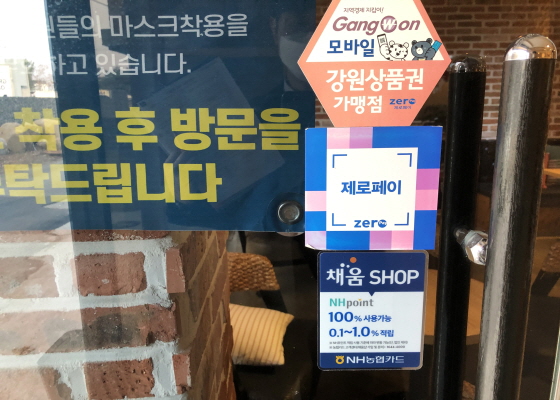 원들의 마스크착용을
하고 있습니다.
착용 후 방문을
부탁드립니다
지역경제 지킴이!
GangWon
모바일
강원상품권
가맹점
zero
제로페이
zero
채움 SHOP
NHpoint
100% 사용가능
0.1~1.0% 적립
NH농협카드